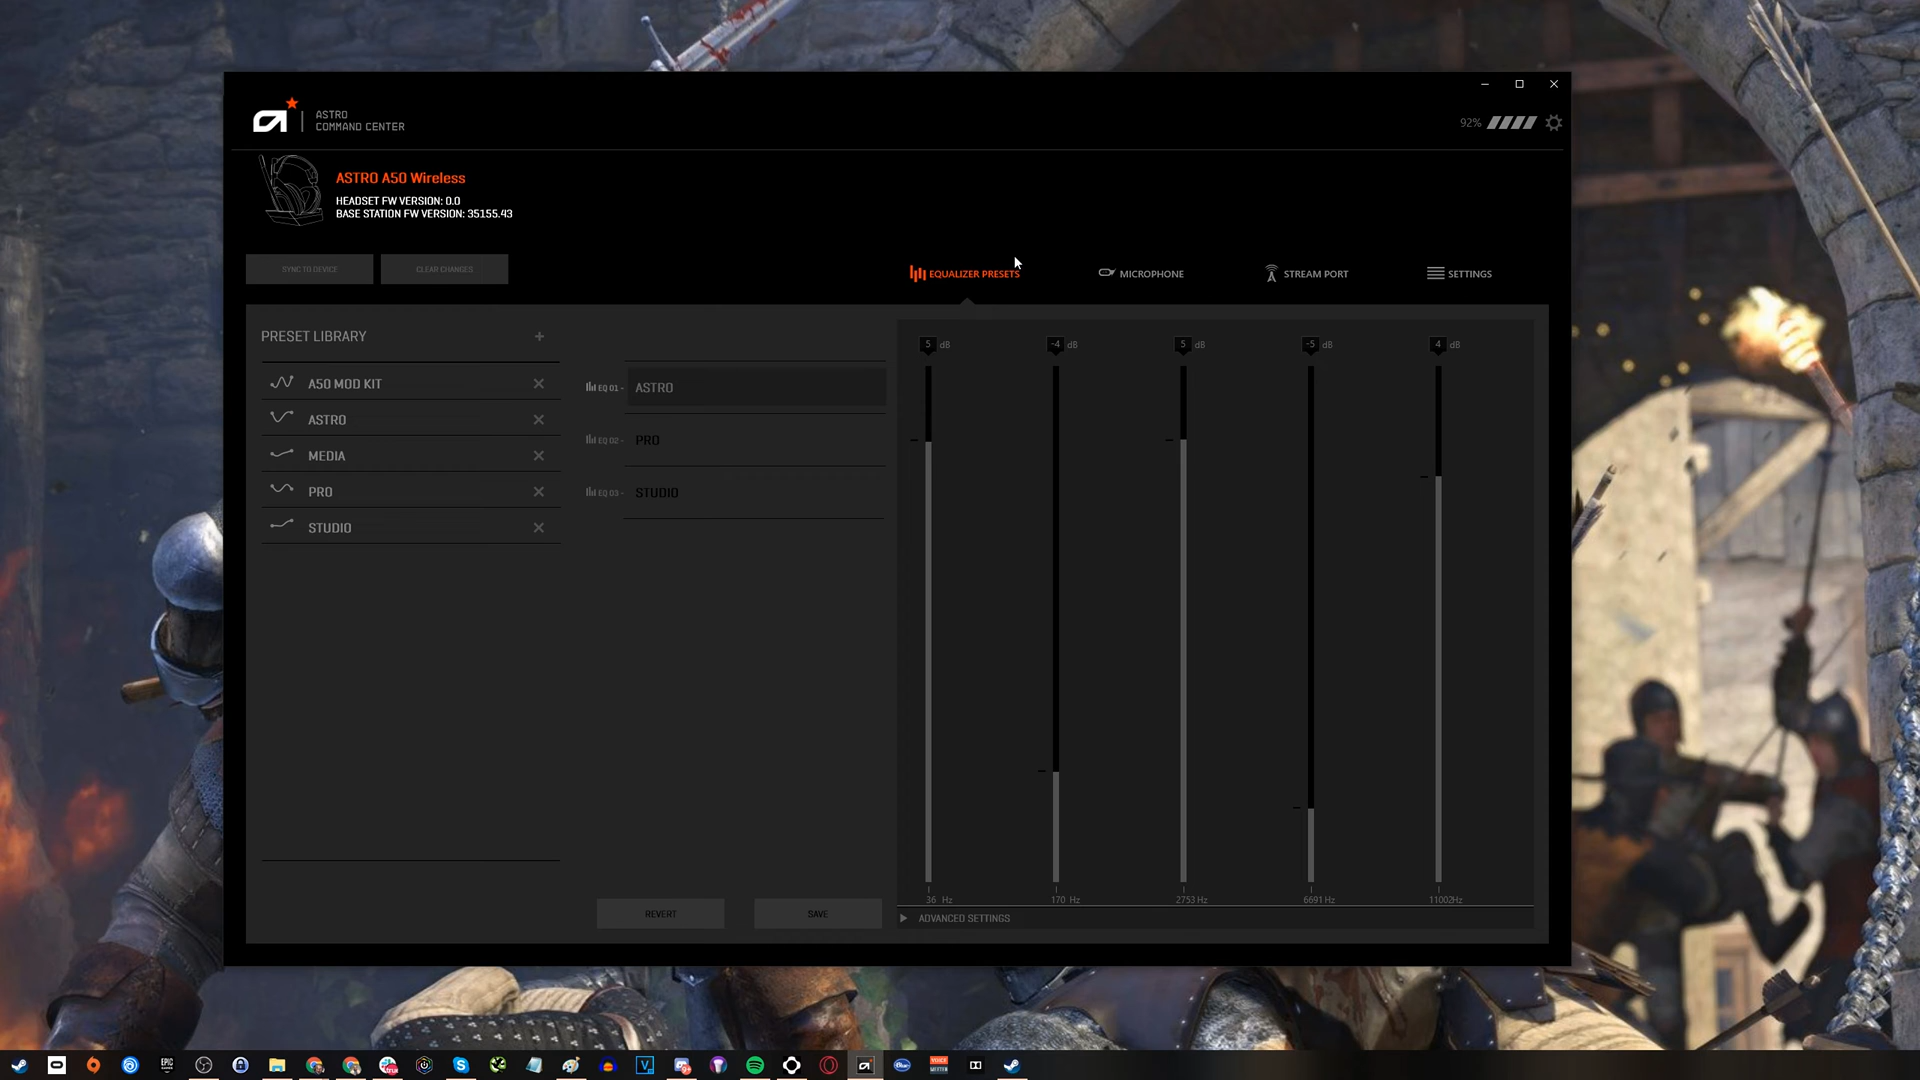 ASTRO
COMMAND CENTER
92%
ASTRO A50 Wireless
HEADSET FW VERSION: 0.0
BASE STATION FW VERSION: 35155.43
SYNC TO DEVICE
CLEAR CHANGES
EQUALIZER PRESETS
MICROPHONE
STREAM PORT
SETTINGS
PRESET LIBRARY +
A50 MOD KIT
ASTRO
MEDIA
PRO
STUDIO
EQ 01 - ASTRO
EQ 02 - PRO
EQ 03 - STUDIO
REVERT
SAVE
5 dB
-4 dB
5 dB
-5 dB
4 dB
36 Hz
170 Hz
2753 Hz
6691 Hz
11002Hz
ADVANCED SETTINGS
EPIC